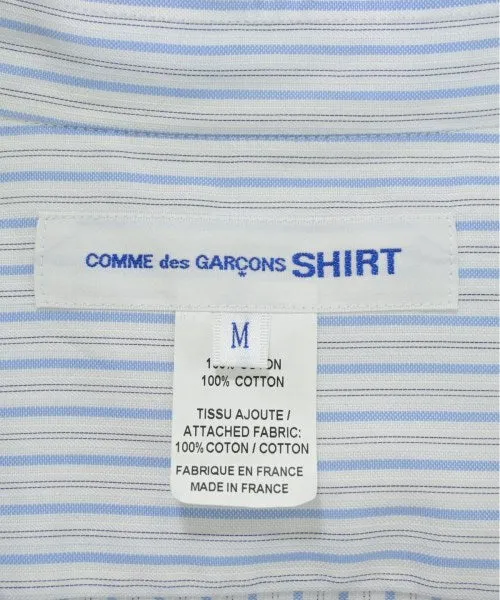 COMME des GARÇONS SHIRT
M
100% COTTON
TISSU AJOUTE /
ATTACHED FABRIC:
100% COTON / COTTON
FABRIQUE EN FRANCE
MADE IN FRANCE